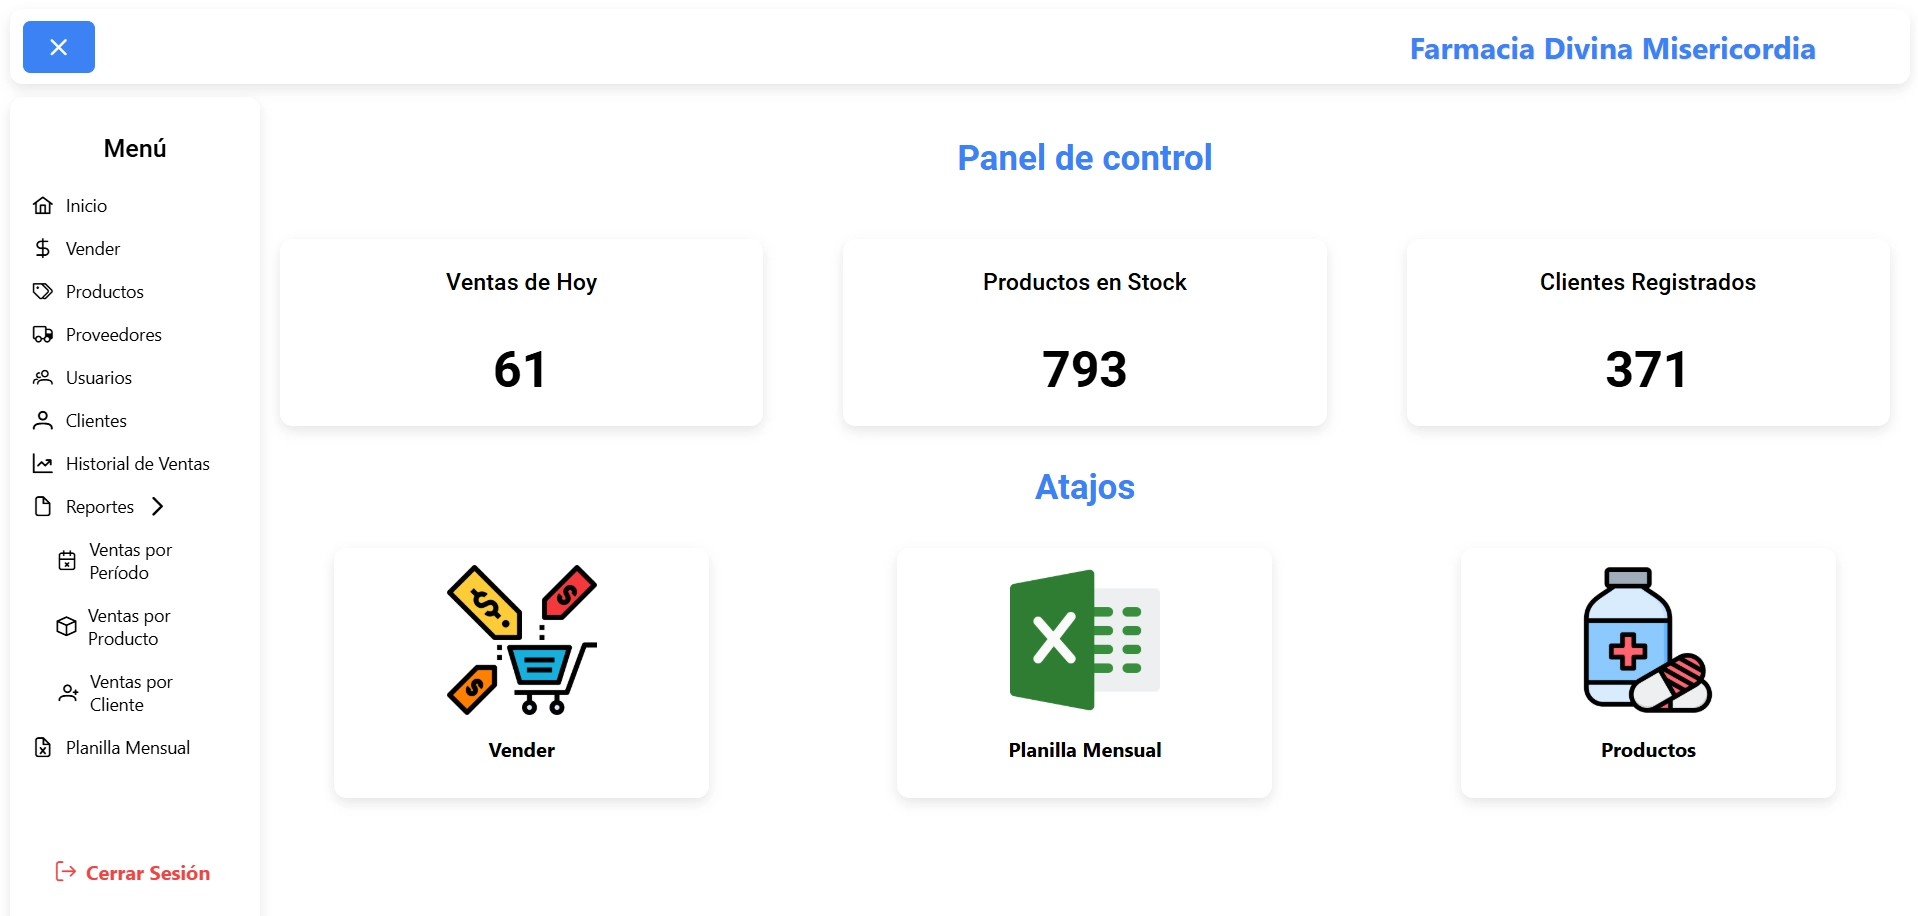 Farmacia Divina Misericordia
Menú
Inicio
Vender
Productos
Proveedores
Usuarios
Clientes
Historial de Ventas
Reportes
Ventas por
Período
Ventas por
Producto
Ventas por
Cliente
Planilla Mensual
Cerrar Sesión
Panel de control
Ventas de Hoy
61
Productos en Stock
793
Clientes Registrados
371
Atajos
Vender
Planilla Mensual
Productos